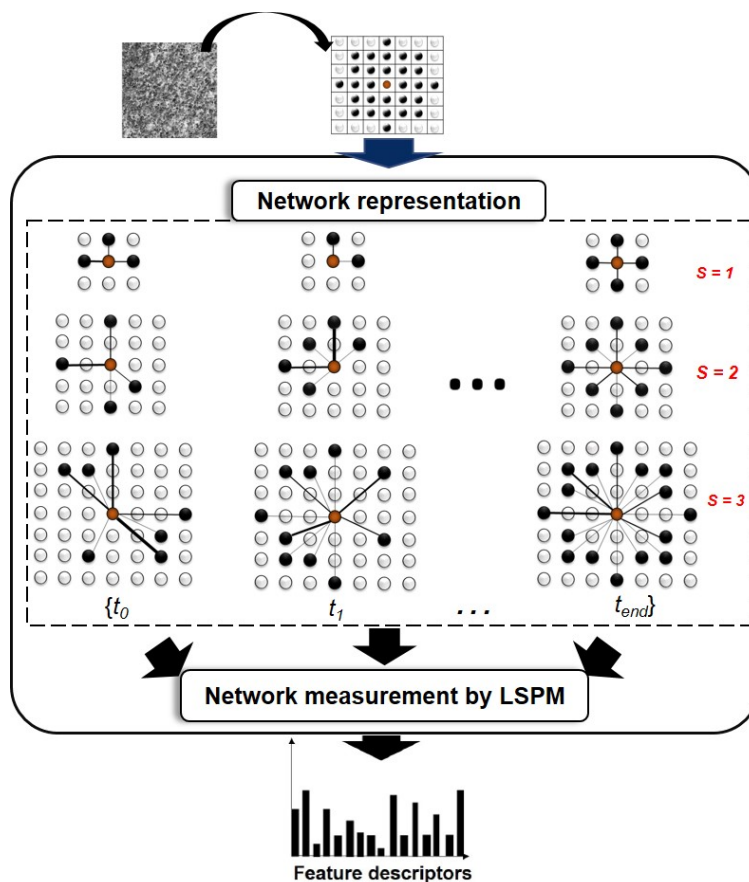 Network representation
S = 1
S = 2
S = 3
{t0 t1 . . . tend}
Network measurement by LSPM
Feature descriptors